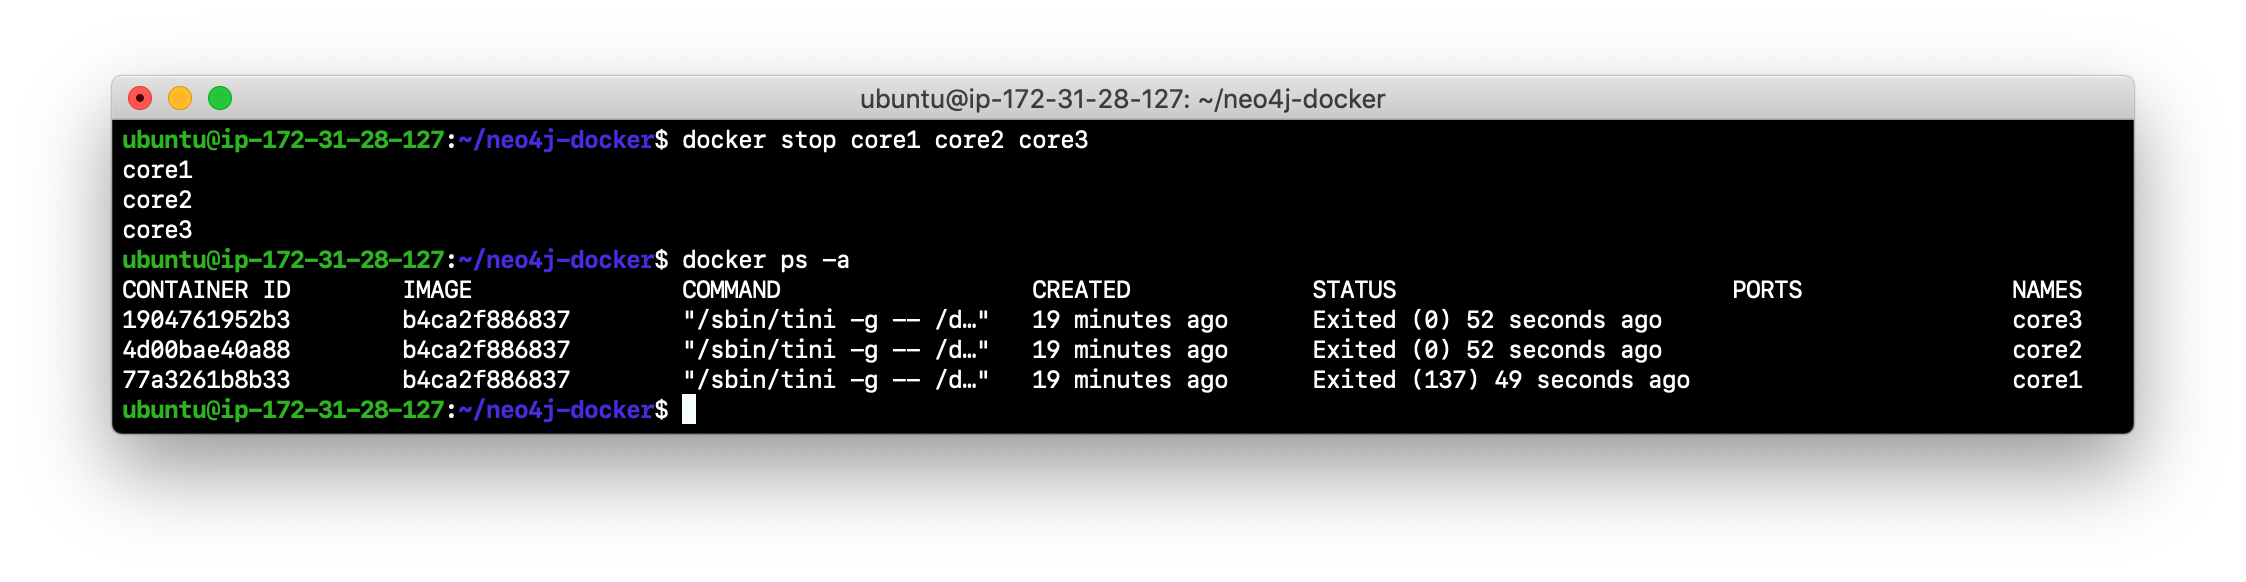 ubuntu@ip-172-31-28-127: ~/neo4j-docker
ubuntu@ip-172-31-28-127:~/neo4j-docker$ docker stop core1 core2 core3
core1
core2
core3
ubuntu@ip-172-31-28-127:~/neo4j-docker$ docker ps -a
CONTAINER ID        IMAGE               COMMAND                  CREATED             STATUS                        PORTS               NAMES
1904761952b3        b4ca2f886837        "/sbin/tini -g -- /d…"   19 minutes ago      Exited (0) 52 seconds ago                         core3
4d00bae40a88        b4ca2f886837        "/sbin/tini -g -- /d…"   19 minutes ago      Exited (0) 52 seconds ago                         core2
77a3261b8b33        b4ca2f886837        "/sbin/tini -g -- /d…"   19 minutes ago      Exited (137) 49 seconds ago                       core1
ubuntu@ip-172-31-28-127:~/neo4j-docker$